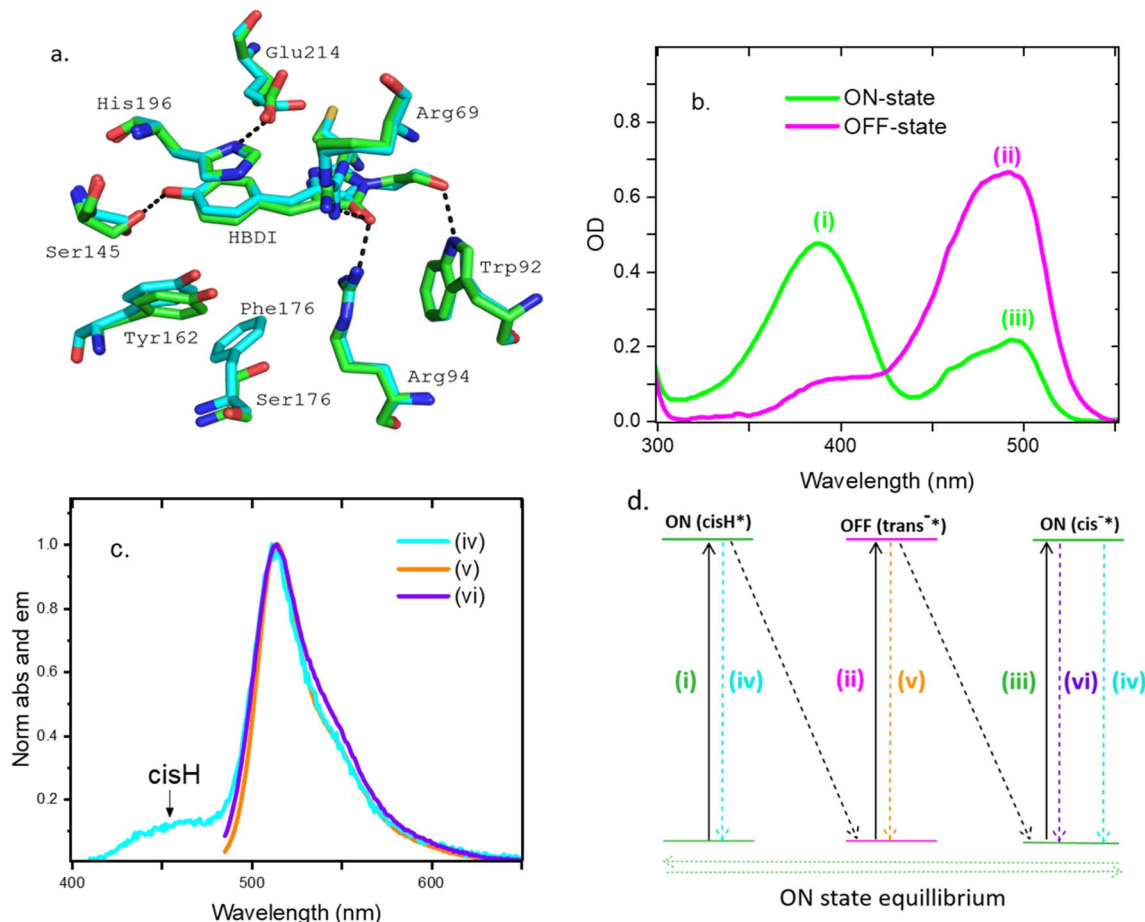 a.
Glu214
His196
Arg69
Ser145
HBDI
Trp92
Tyr162
Phe176
Ser176
Arg94
b.
ON-state
OFF-state
(i)
(ii)
(iii)
0.8
0.6
0.4
0.2
0.0
OD
300
400
500
Wavelength (nm)
c.
(iv)
(v)
(vi)
cisH
1.0
0.8
0.6
0.4
0.2
Norm abs and em
400
500
600
Wavelength (nm)
d.
ON (cisH*)
OFF (trans⁻*)
ON (cis⁻*)
(i)
(iv)
(ii)
(v)
(iii)
(vi)
(iv)
ON state equillibrium